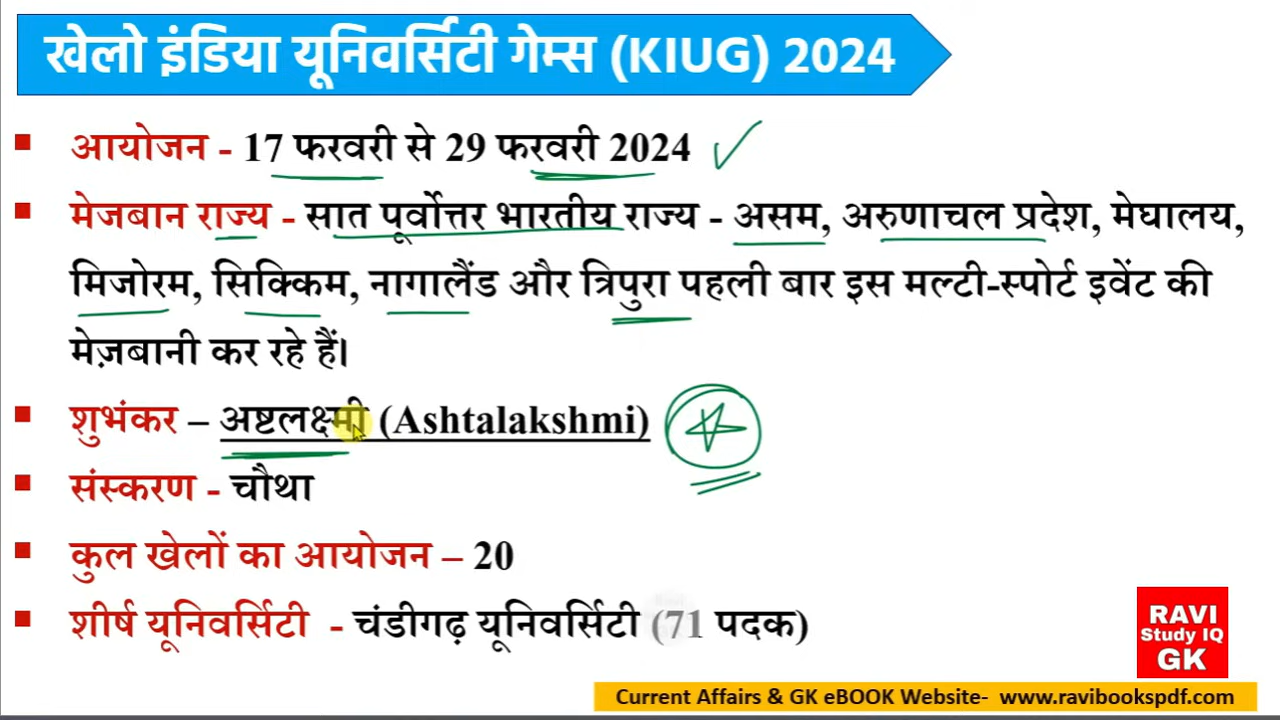 खेलो इंडिया यूनिवर्सिटी गेम्स (KIUG) 2024
आयोजन - 17 फरवरी से 29 फरवरी 2024
मेजबान राज्य - सात पूर्वोत्तर भारतीय राज्य - असम, अरुणाचल प्रदेश, मेघालय,
मिजोरम, सिक्किम, नागालैंड और त्रिपुरा पहली बार इस मल्टी-स्पोर्ट इवेंट की
मेज़बानी कर रहे हैं।
शुभंकर – अष्टलक्ष्मी (Ashtalakshmi)
संस्करण - चौथा
कुल खेलों का आयोजन – 20
शीर्ष यूनिवर्सिटी - चंडीगढ़ यूनिवर्सिटी (71 पदक)
RAVI
Study IQ
GK
Current Affairs & GK eBOOK Website- www.ravibookspdf.com